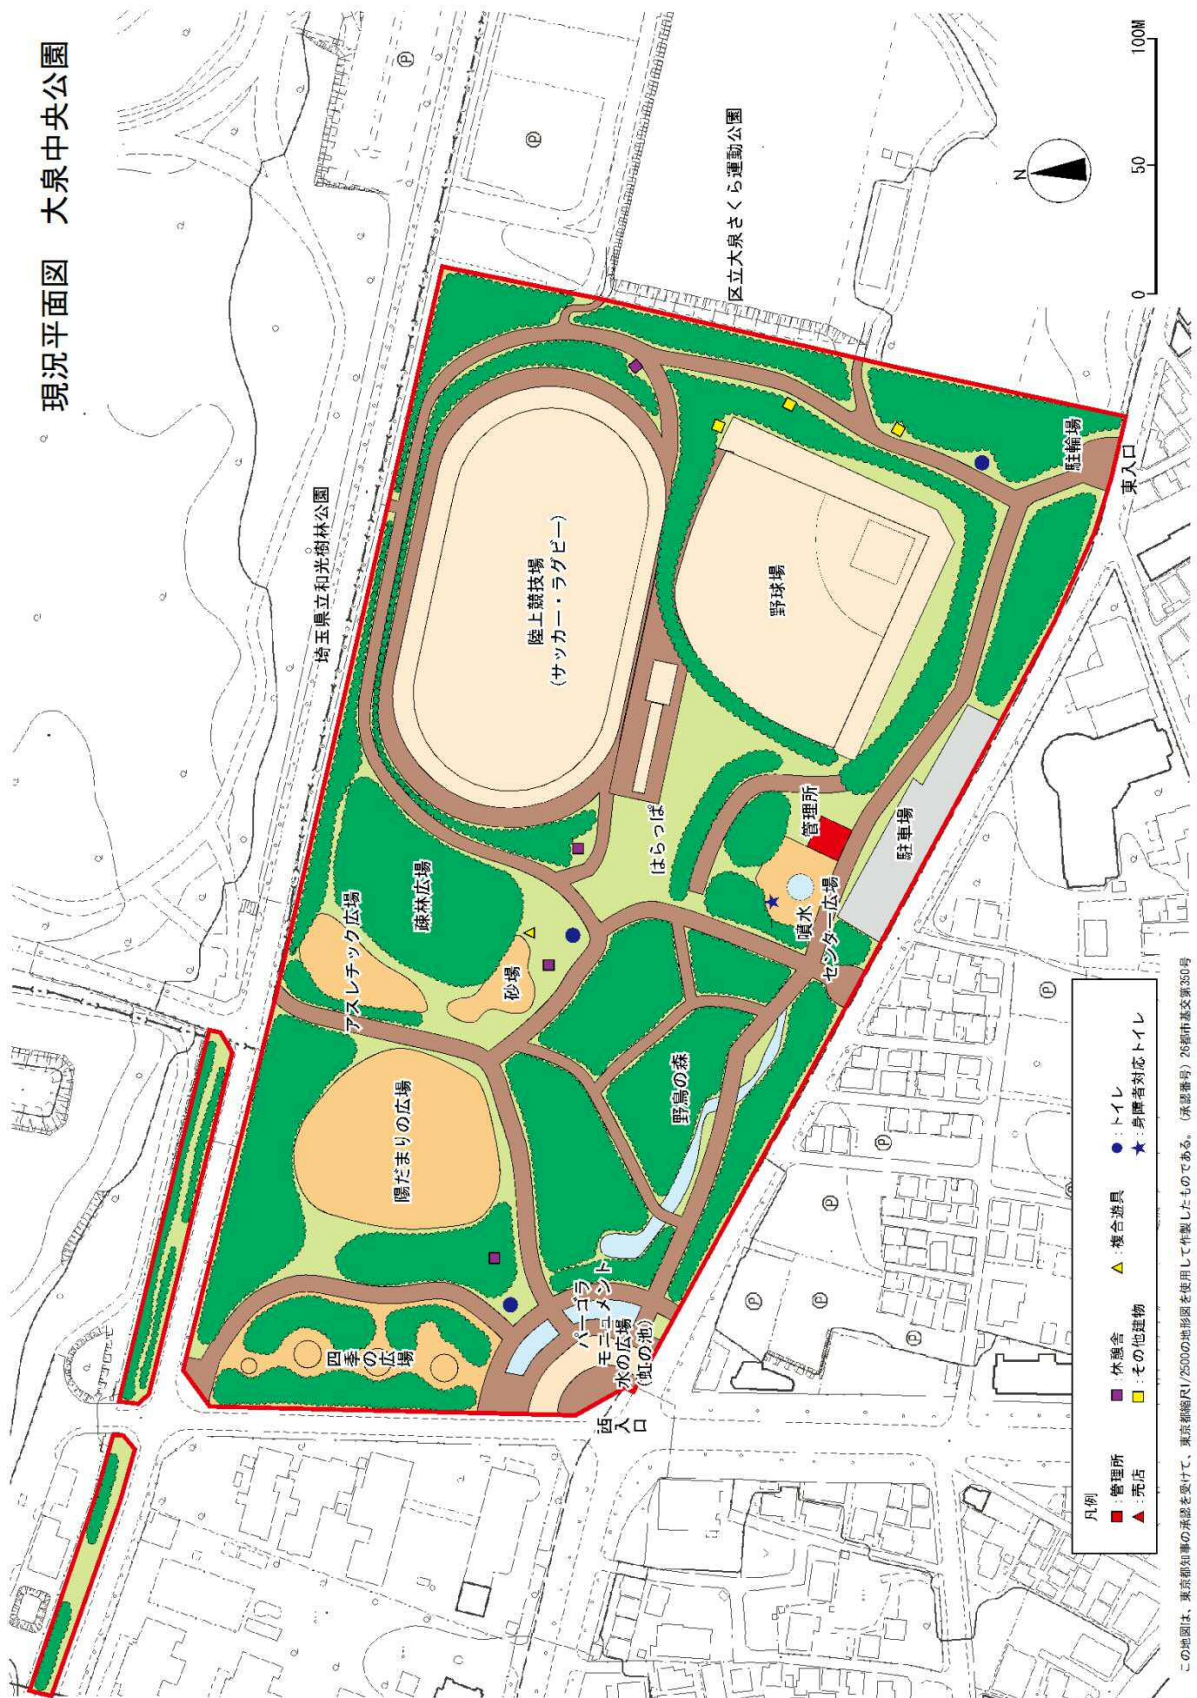 現況平面図　大泉中央公園
埼玉県立和光樹林公園
区立大泉さくら運動公園
陸上競技場
(サッカー・ラグビー)
野球場
アスレチック広場
疎林広場
砂場
はらっぱ
陽だまりの広場
四季の
広場
野鳥の森
管理所
噴水
センター広場
駐車場
駐輪場
東入口
パーゴラ
モニュメント
水の広場
(虹の池)
西
入
口
N
0 50 100M
P
P
P
P
P
P
P
P
凡例
:管理所 :休憩舎 :複合遊具 :トイレ
:売店 :その他建物 :身障者対応トイレ
この地図は、東京都知事の承認を受けて、東京都縮尺1/2500の地形図を使用して作製したものである。(承認番号) 26都市基交第350号